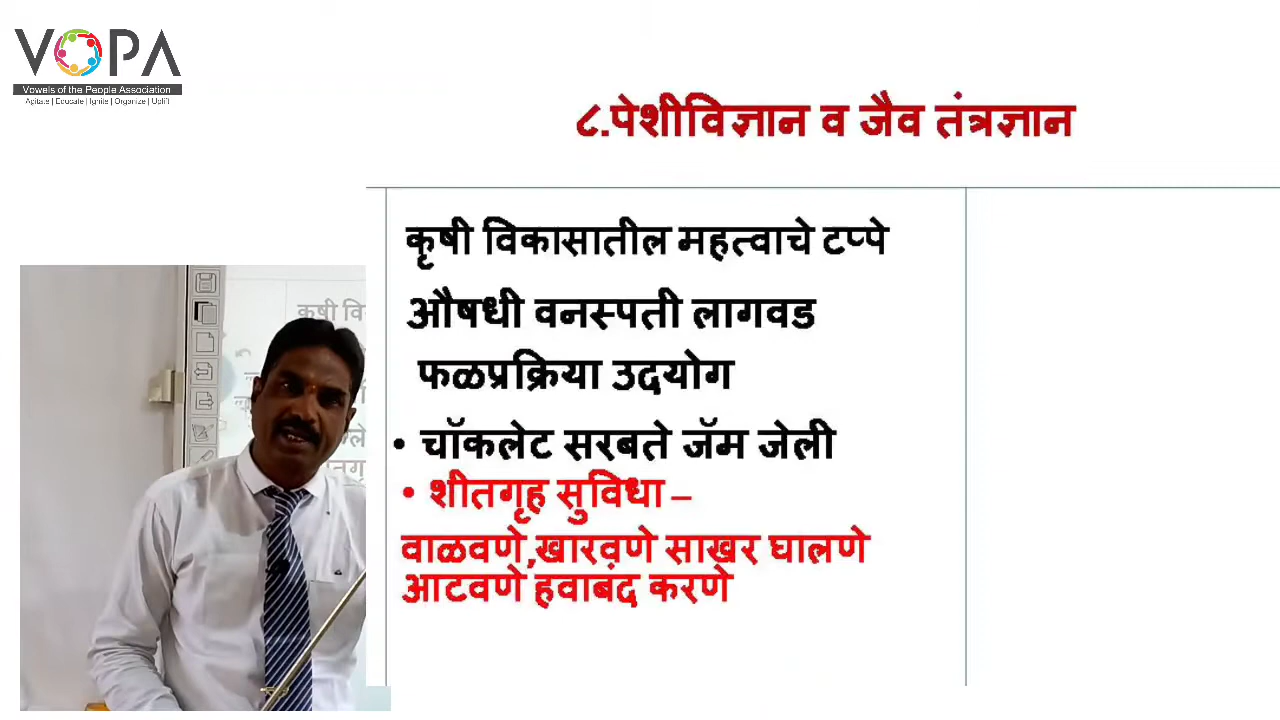 VOPA
Vowels of the People Association
Agitate | Educate | Ignite | Organize | Uplift
८.पेशीविज्ञान व जैव तंत्रज्ञान
कृषी विकासातील महत्वाचे टप्पे
औषधी वनस्पती लागवड
फळप्रक्रिया उदयोग
• चॉकलेट सरबते जॅम जेली
• शीतगृह सुविधा –
वाळवणे,खारवणे साखर घालणे
आटवणे हवाबंद करणे
कृषी वि